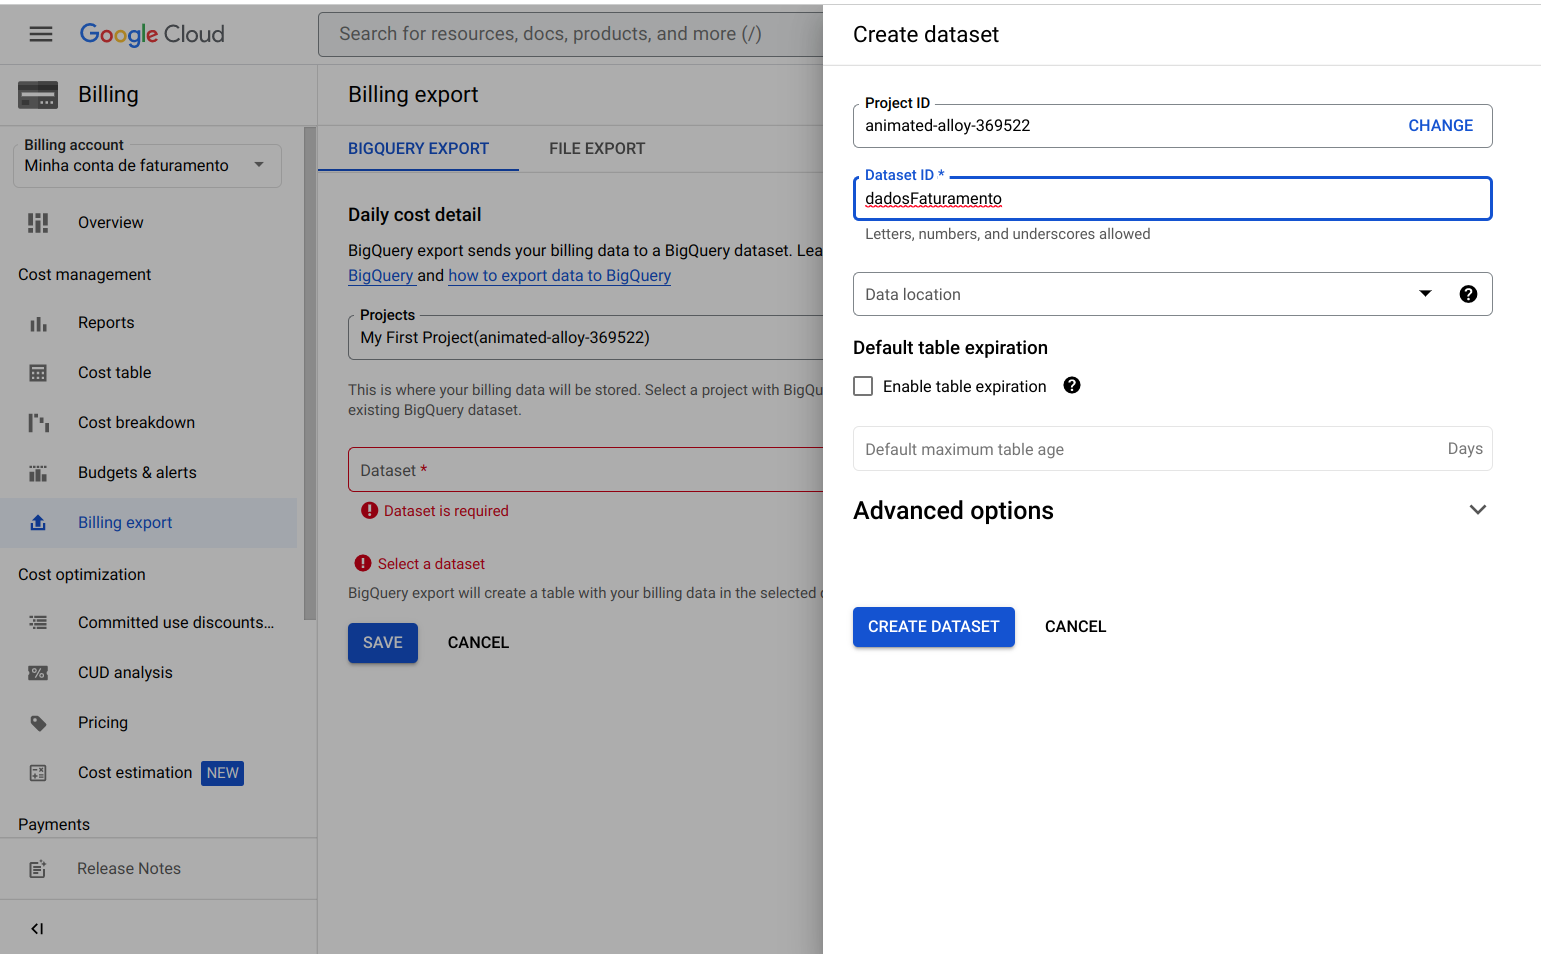 Google Cloud
Search for resources, docs, products, and more (/)
Billing
Billing account
Minha conta de faturamento
Overview
Cost management
Reports
Cost table
Cost breakdown
Budgets & alerts
Billing export
Cost optimization
Committed use discounts...
CUD analysis
Pricing
Cost estimation NEW
Payments
Release Notes
Billing export
BIGQUERY EXPORT FILE EXPORT
Daily cost detail
BigQuery export sends your billing data to a BigQuery dataset. Lea
BigQuery and how to export data to BigQuery
Projects
My First Project(animated-alloy-369522)
This is where your billing data will be stored. Select a project with BigQu
existing BigQuery dataset.
Dataset *
Dataset is required
Select a dataset
BigQuery export will create a table with your billing data in the selected
SAVE CANCEL
Create dataset
Project ID
animated-alloy-369522 CHANGE
Dataset ID *
dadosFaturamento
Letters, numbers, and underscores allowed
Data location
Default table expiration
Enable table expiration
Default maximum table age Days
Advanced options
CREATE DATASET CANCEL